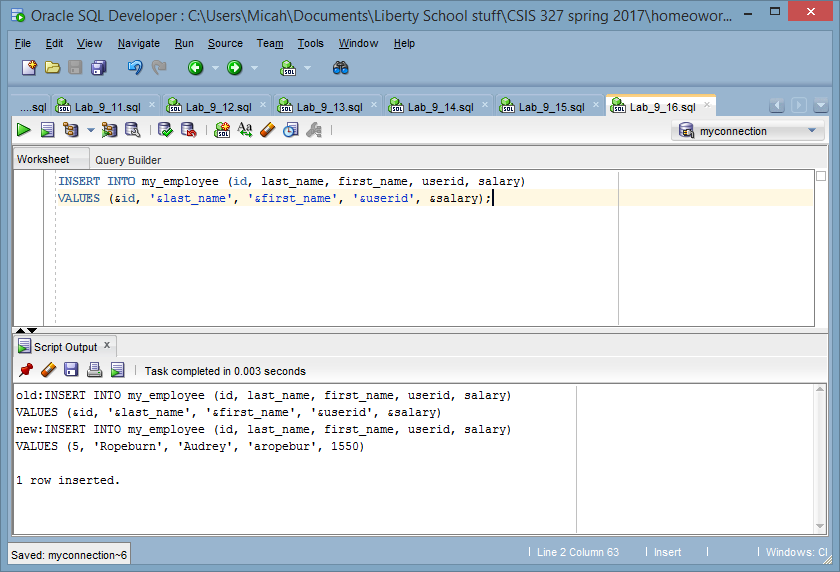 Oracle SQL Developer : C:\Users\Micah\Documents\Liberty School stuff\CSIS 327 spring 2017\homeowor...
File Edit View Navigate Run Source Team Tools Window Help
....sql Lab_9_11.sql Lab_9_12.sql Lab_9_13.sql Lab_9_14.sql Lab_9_15.sql Lab_9_16.sql
myconnection
Worksheet Query Builder
INSERT INTO my_employee (id, last_name, first_name, userid, salary)
VALUES (&id, '&last_name', '&first_name', '&userid', &salary);
Script Output x
Task completed in 0.003 seconds
old:INSERT INTO my_employee (id, last_name, first_name, userid, salary)
VALUES (&id, '&last_name', '&first_name', '&userid', &salary)
new:INSERT INTO my_employee (id, last_name, first_name, userid, salary)
VALUES (5, 'Ropeburn', 'Audrey', 'aropebur', 1550)
1 row inserted.
Saved: myconnection~6 Line 2 Column 63 Insert Windows: Cl